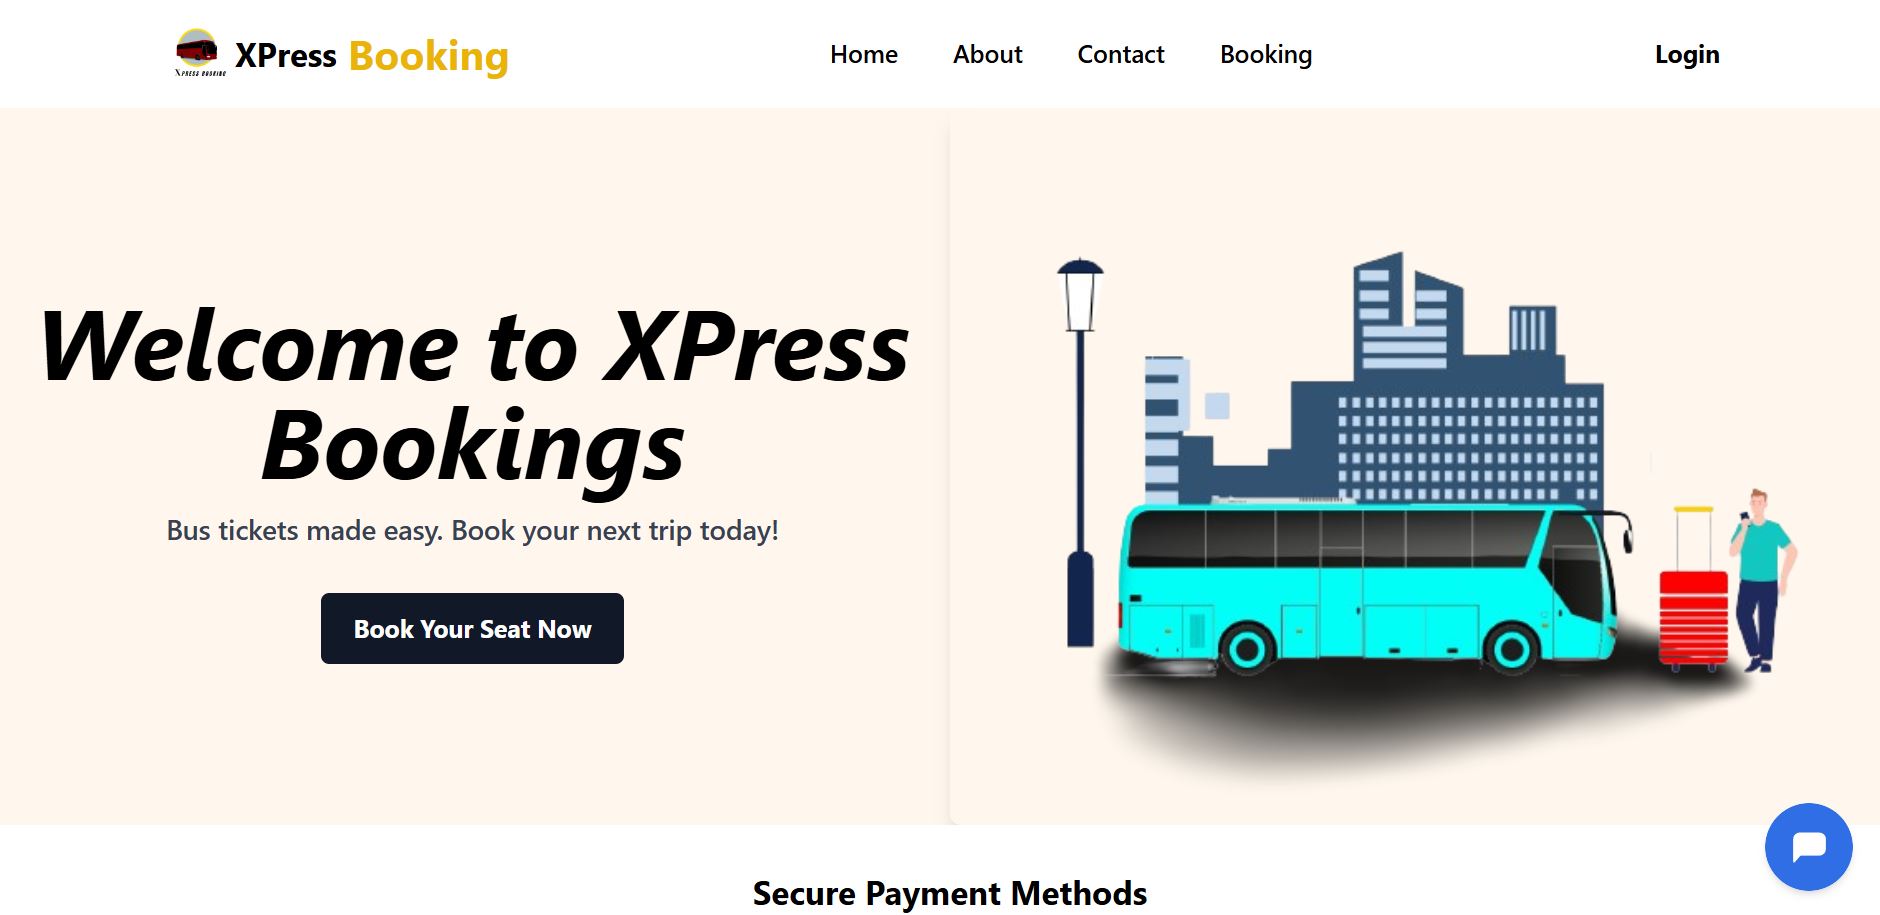 XPRESS BOOKING
XPress Booking
Home About Contact Booking
Login
Welcome to XPress
Bookings
Bus tickets made easy. Book your next trip today!
Book Your Seat Now
Secure Payment Methods